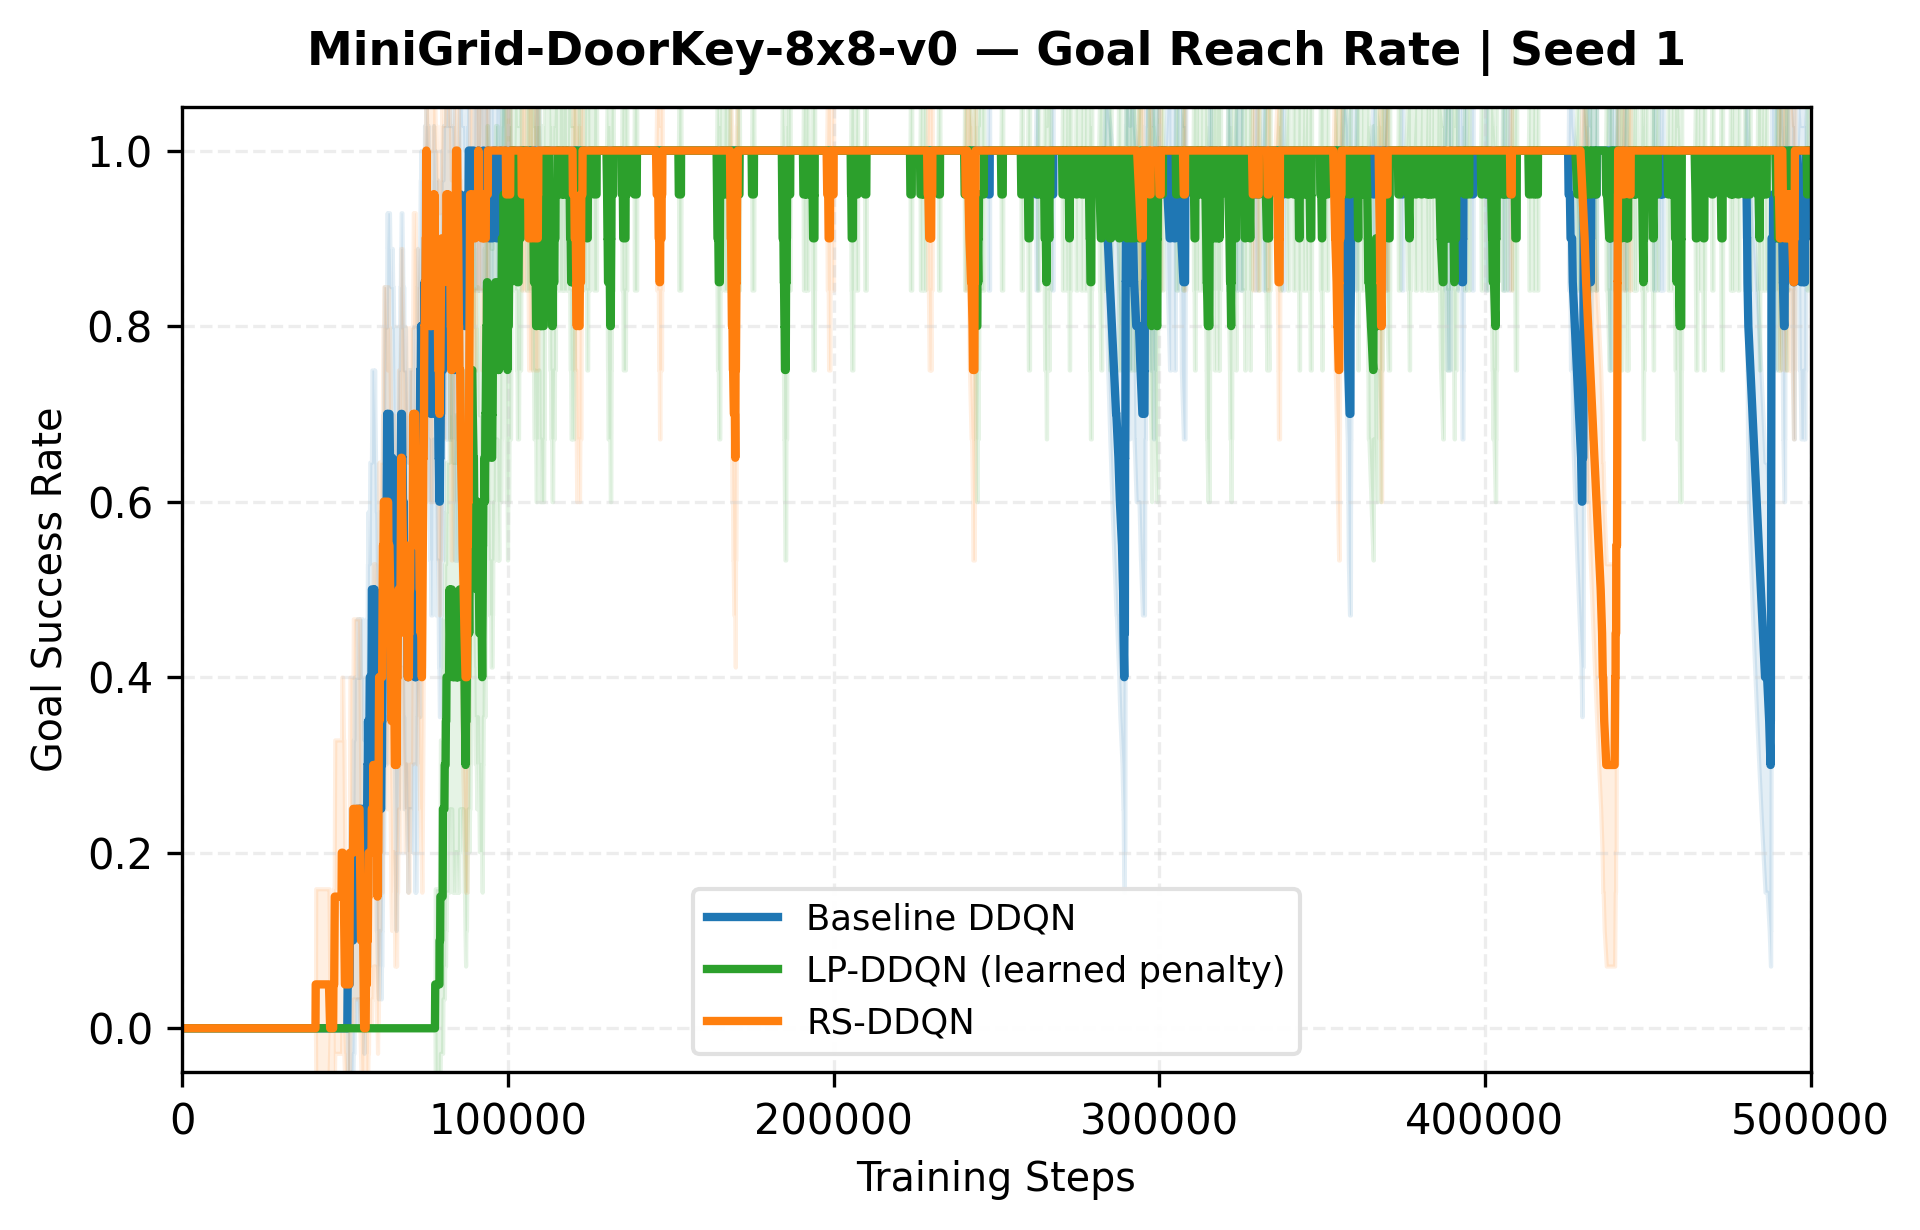 MiniGrid-DoorKey-8x8-v0 — Goal Reach Rate | Seed 1
Goal Success Rate
1.0
0.8
0.6
0.4
0.2
0.0
Baseline DDQN
LP-DDQN (learned penalty)
RS-DDQN
0 100000 200000 300000 400000 500000
Training Steps